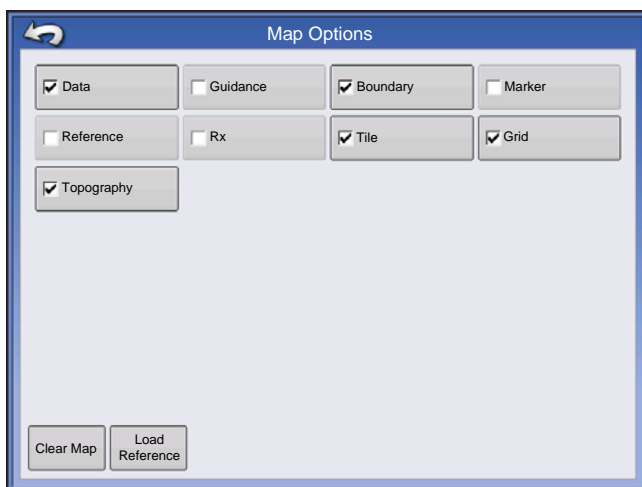 Map Options
Data
Guidance
Boundary
Marker
Reference
Rx
Tile
Grid
Topography
Clear Map
Load
Reference